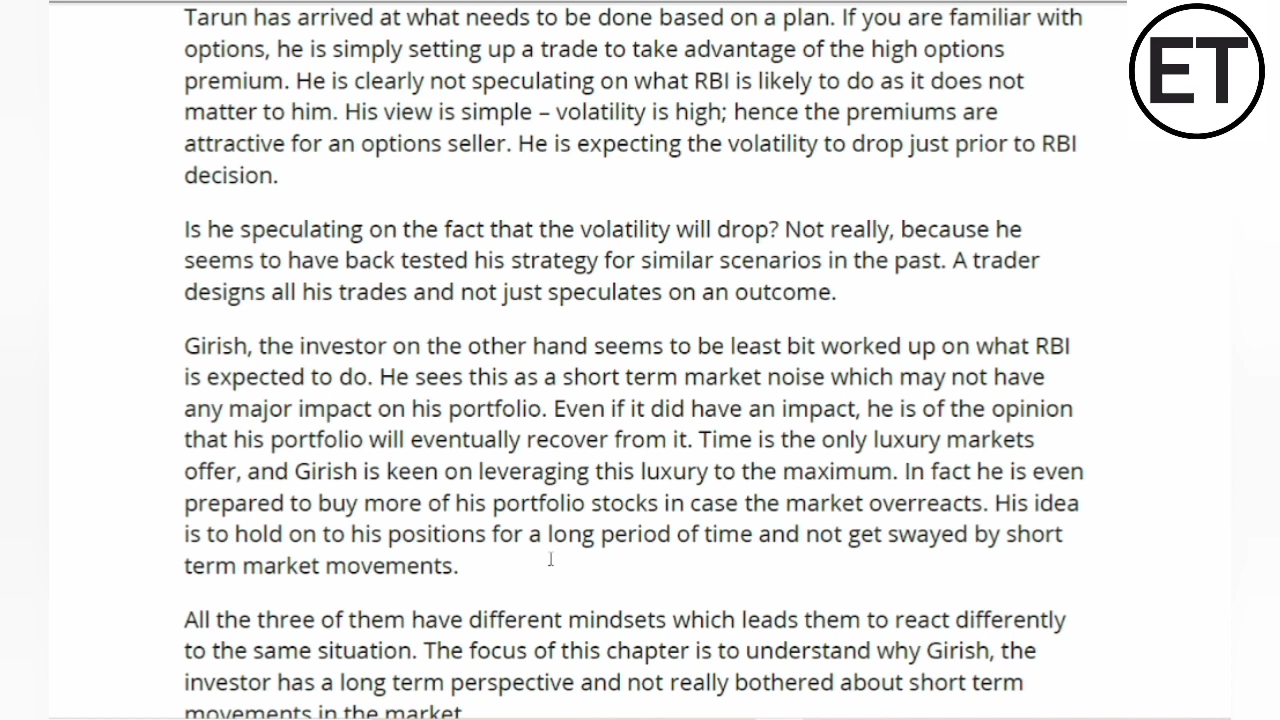 Tarun has arrived at what needs to be done based on a plan. If you are familiar with
options, he is simply setting up a trade to take advantage of the high options
premium. He is clearly not speculating on what RBI is likely to do as it does not
matter to him. His view is simple – volatility is high; hence the premiums are
attractive for an options seller. He is expecting the volatility to drop just prior to RBI
decision.
Is he speculating on the fact that the volatility will drop? Not really, because he
seems to have back tested his strategy for similar scenarios in the past. A trader
designs all his trades and not just speculates on an outcome.
Girish, the investor on the other hand seems to be least bit worked up on what RBI
is expected to do. He sees this as a short term market noise which may not have
any major impact on his portfolio. Even if it did have an impact, he is of the opinion
that his portfolio will eventually recover from it. Time is the only luxury markets
offer, and Girish is keen on leveraging this luxury to the maximum. In fact he is even
prepared to buy more of his portfolio stocks in case the market overreacts. His idea
is to hold on to his positions for a long period of time and not get swayed by short
term market movements.
All the three of them have different mindsets which leads them to react differently
to the same situation. The focus of this chapter is to understand why Girish, the
investor has a long term perspective and not really bothered about short term
movements in the market
ET